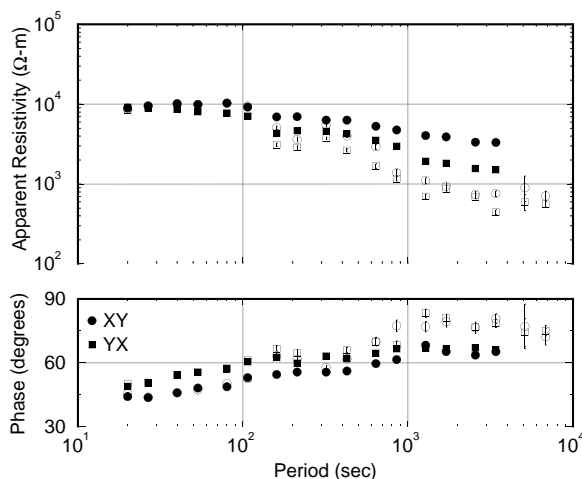 10^5
10^4
10^3
10^2
Apparent Resistivity (Ω-m)
90
60
30
Phase (degrees)
XY
YX
10^1
10^2
10^3
10^4
Period (sec)